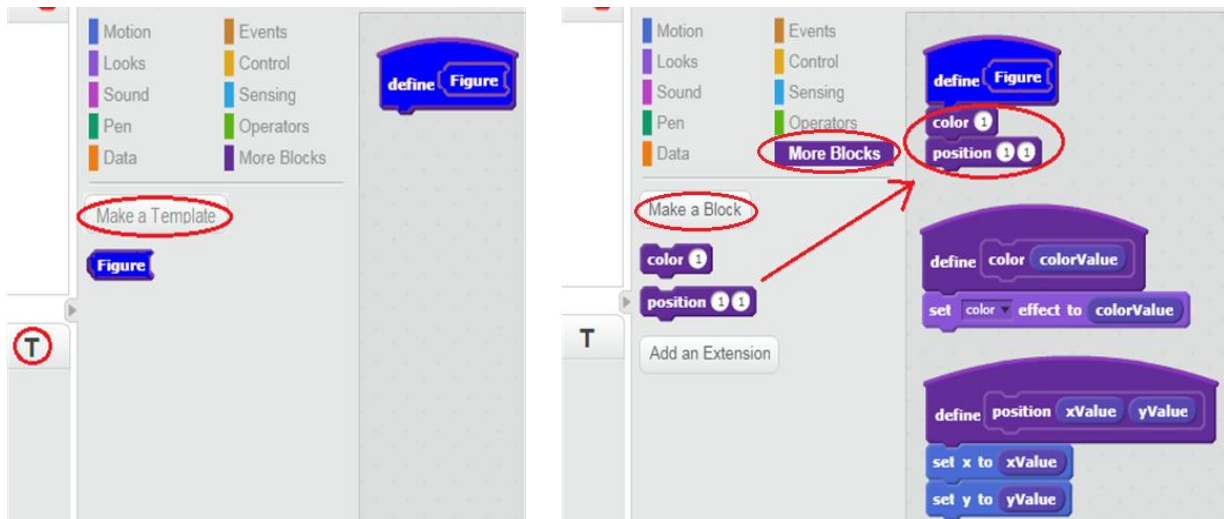 Motion Events
Looks Control
Sound Sensing
Pen Operators
Data More Blocks
Make a Template
Figure
T
define Figure
Motion Events
Looks Control
Sound Sensing
Pen Operators
Data More Blocks
Make a Block
color 1
position 1 1
Add an Extension
T
define Figure
color 1
position 1 1
define color colorValue
set color effect to colorValue
define position xValue yValue
set x to xValue
set y to yValue